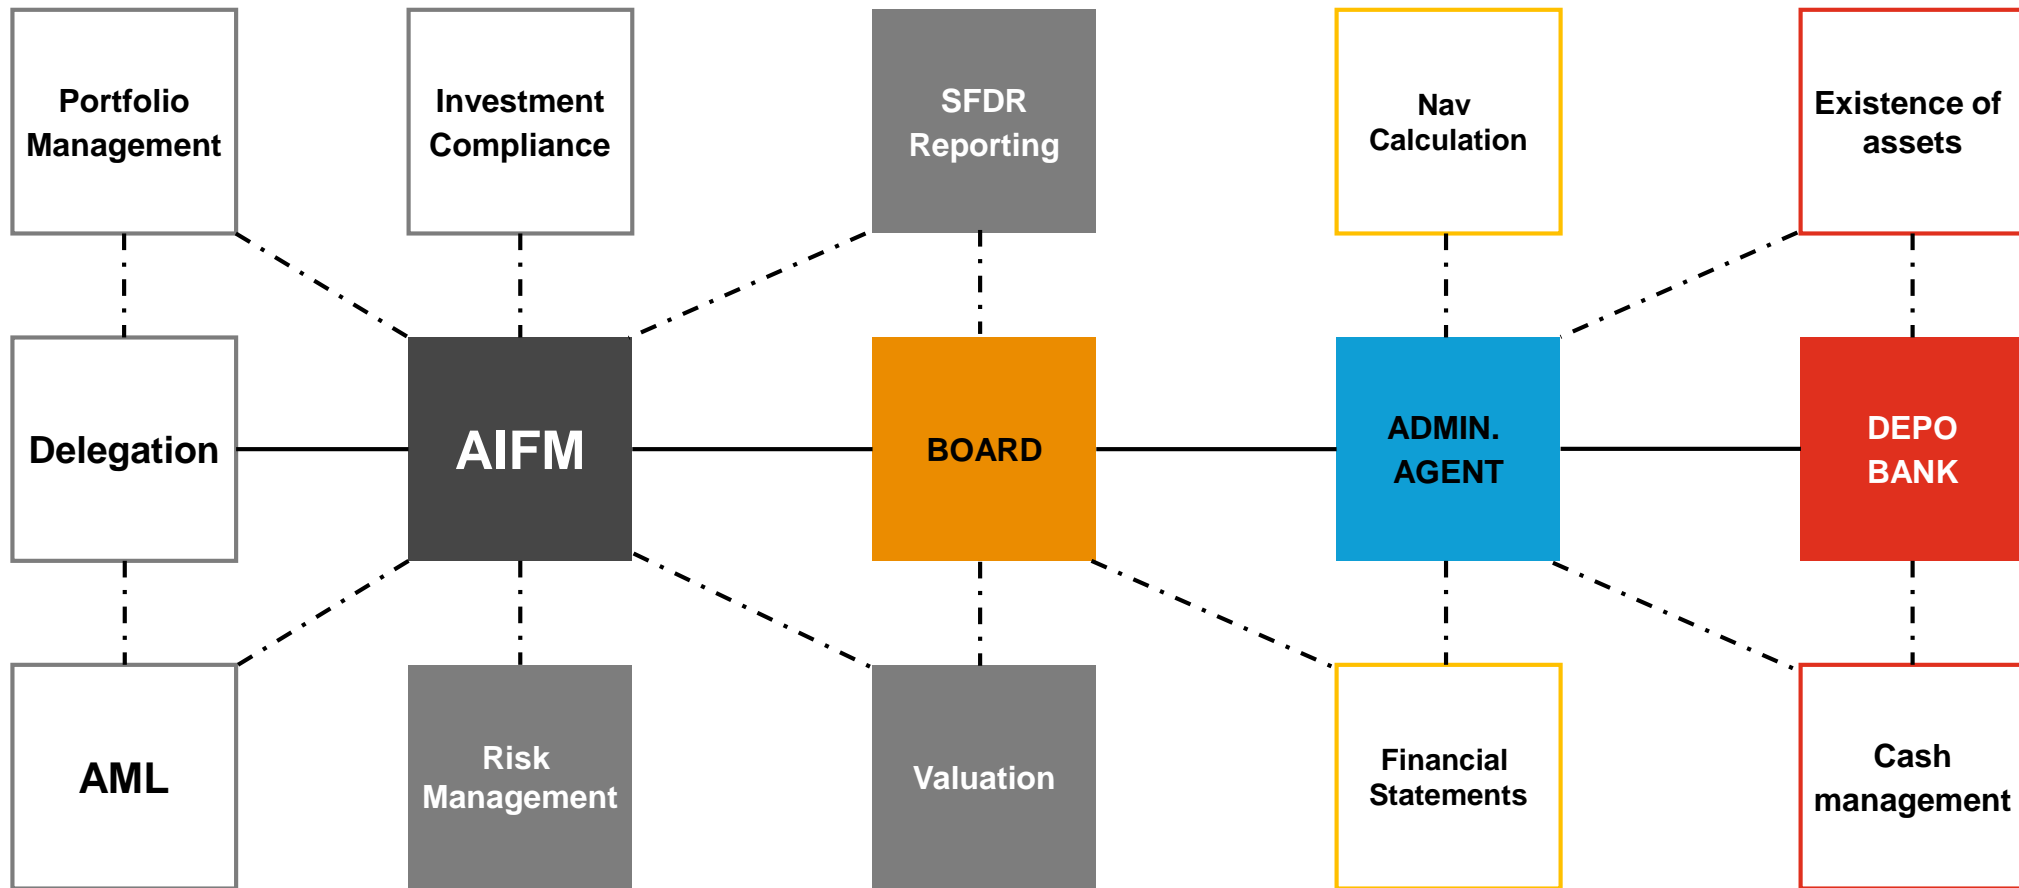 Portfolio
Management
Investment
Compliance
SFDR
Reporting
Nav
Calculation
Existence of
assets
Delegation
AIFM
BOARD
ADMIN.
AGENT
DEPO
BANK
AML
Risk
Management
Valuation
Financial
Statements
Cash
management